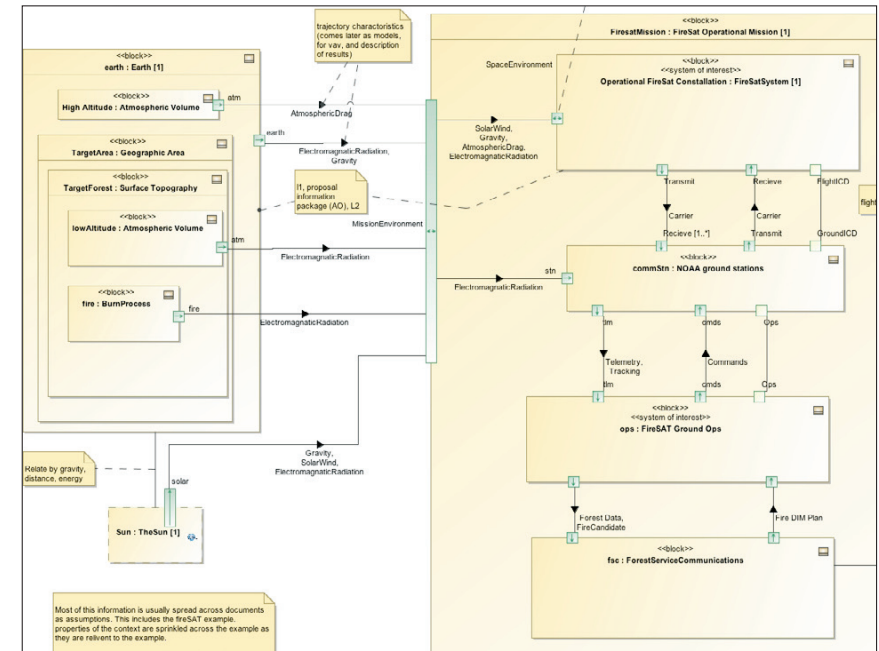 trajectory characteristics
(comes later as models,
for vav, and description
of results)
<<block>>
earth : Earth [1]
<<block>>
High Altitude : Atmospheric Volume
atm
AtmosphericDrag
earth
ElectromagneticRadiation,
Gravity
<<block>>
TargetArea : Geographic Area
<<block>>
TargetForest : Surface Topography
<<block>>
lowAltitude : Atmospheric Volume
atm
ElectromagneticRadiation
<<block>>
fire : BurnProcess
fire
ElectromagneticRadiation
I1, proposal
information
package (AO), L2
MissionEnvironment
Relate by gravity,
distance, energy
Gravity,
SolarWind,
ElectromagneticRadiation
solar
Sun : TheSun [1]
Most of this information is usually spread across documents
as assumptions. This includes the fireSAT example.
properties of the context are sprinkled across the example as
they are relivent to the example.
<<block>>
FiresatMission : FireSat Operational Mission [1]
SpaceEnvironment
<<block>>
<<system of interest>>
Operational FireSat Constallation : FireSatSystem [1]
SolarWind,
Gravity,
AtmosphericDrag,
ElectromagneticRadiation
Transmit
Recieve
FlightICD
flight
Carrier
Carrier
Recieve [1..*]
Transmit
GroundICD
<<block>>
commStn : NOAA ground stations
stn
ElectromagneticRadiation
tlm
cmds
Ops
Telemetry,
Tracking
Commands
tlm
cmds
Ops
<<block>>
<<system of interest>>
ops : FireSAT Ground Ops
Forest Data,
FireCandidate
Fire DIM Plan
<<block>>
fsc : ForestServiceCommunications